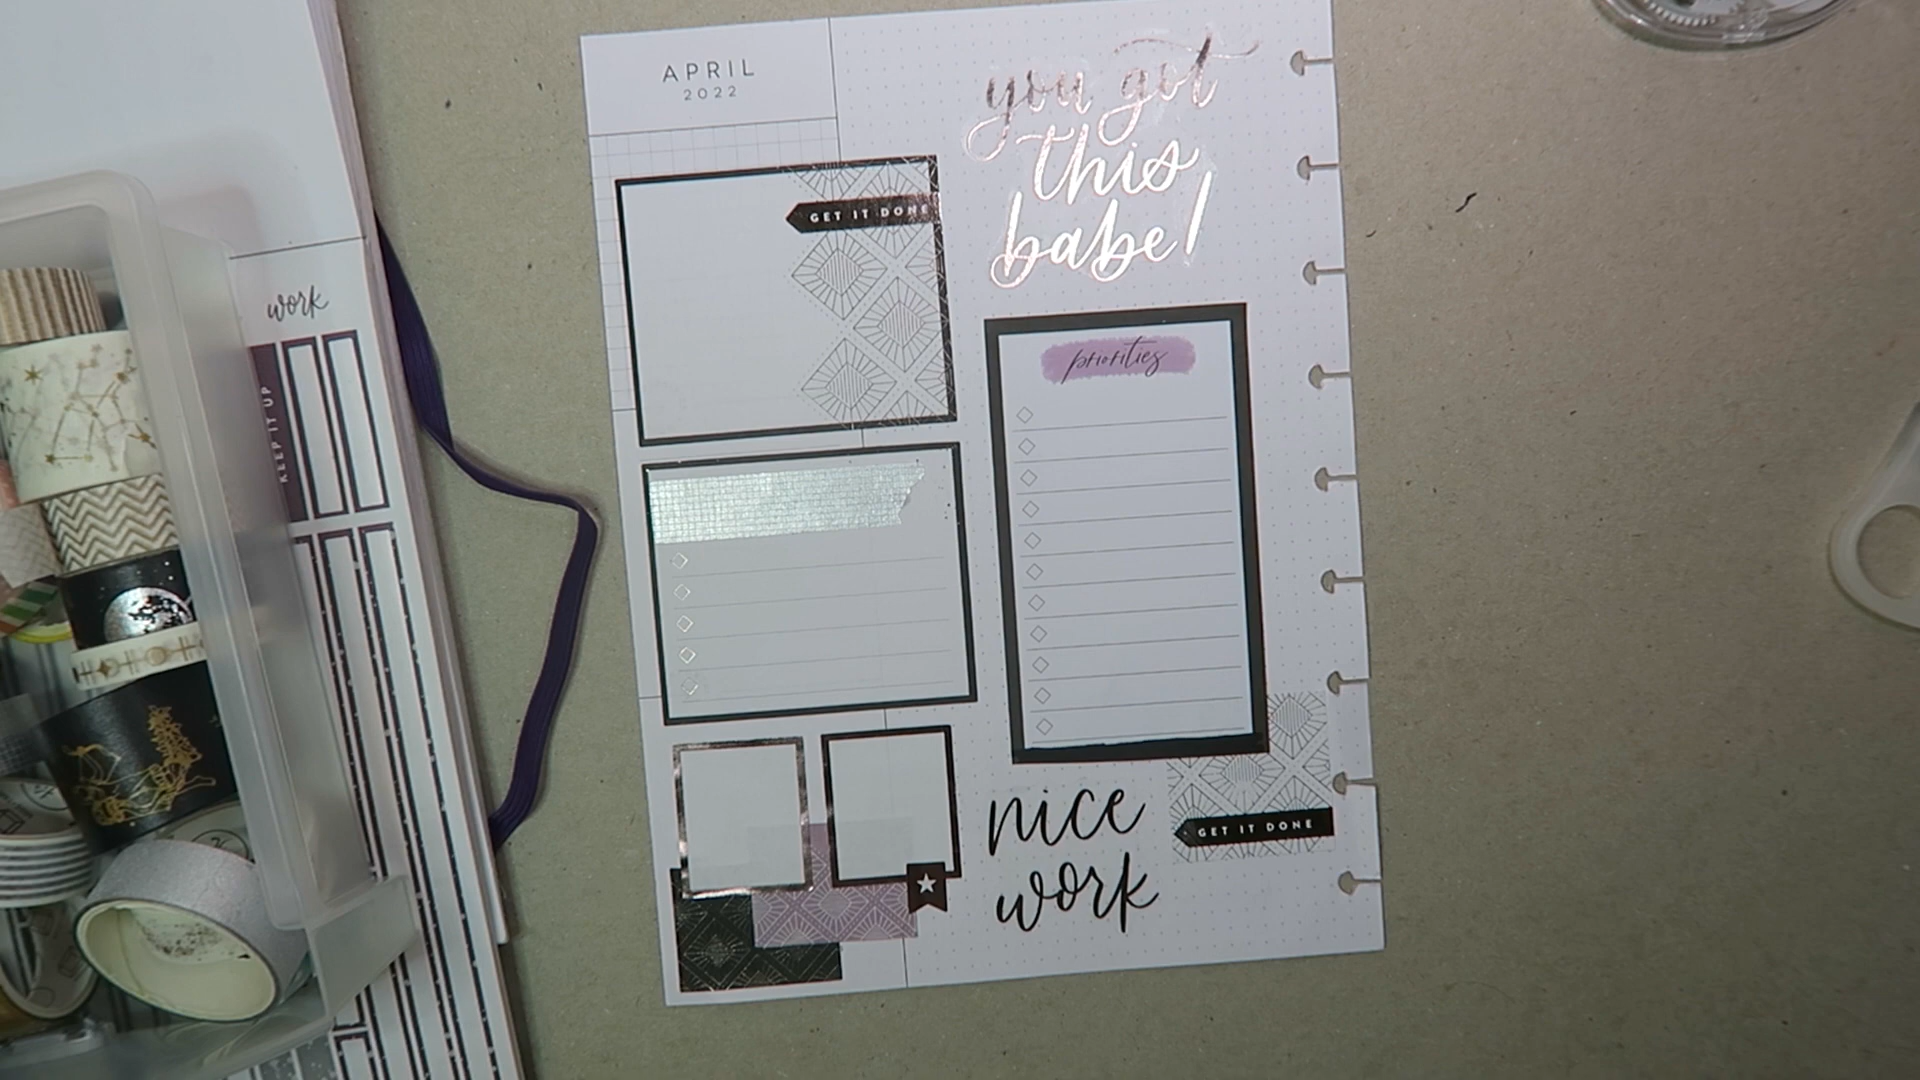 APRIL
2022
you got
this
babe!
GET IT DONE
priorities
nice
work
GET IT DONE
work
KEEP IT UP